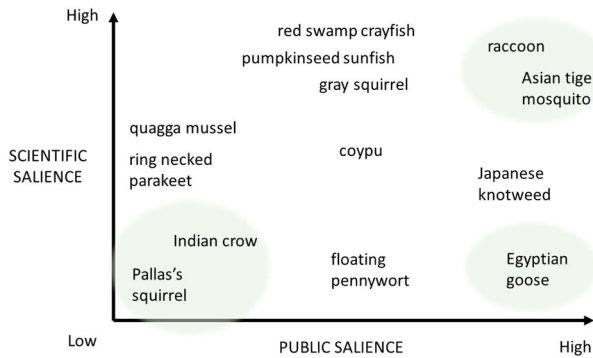 High
red swamp crayfish
pumpkinseed sunfish
gray squirrel
raccoon
Asian tige
mosquito
quagga mussel
ring necked
parakeet
coypu
SCIENTIFIC
SALIENCE
Japanese
knotweed
Indian crow
Pallas's
squirrel
floating
pennywort
Egyptian
goose
Low
PUBLIC SALIENCE
High